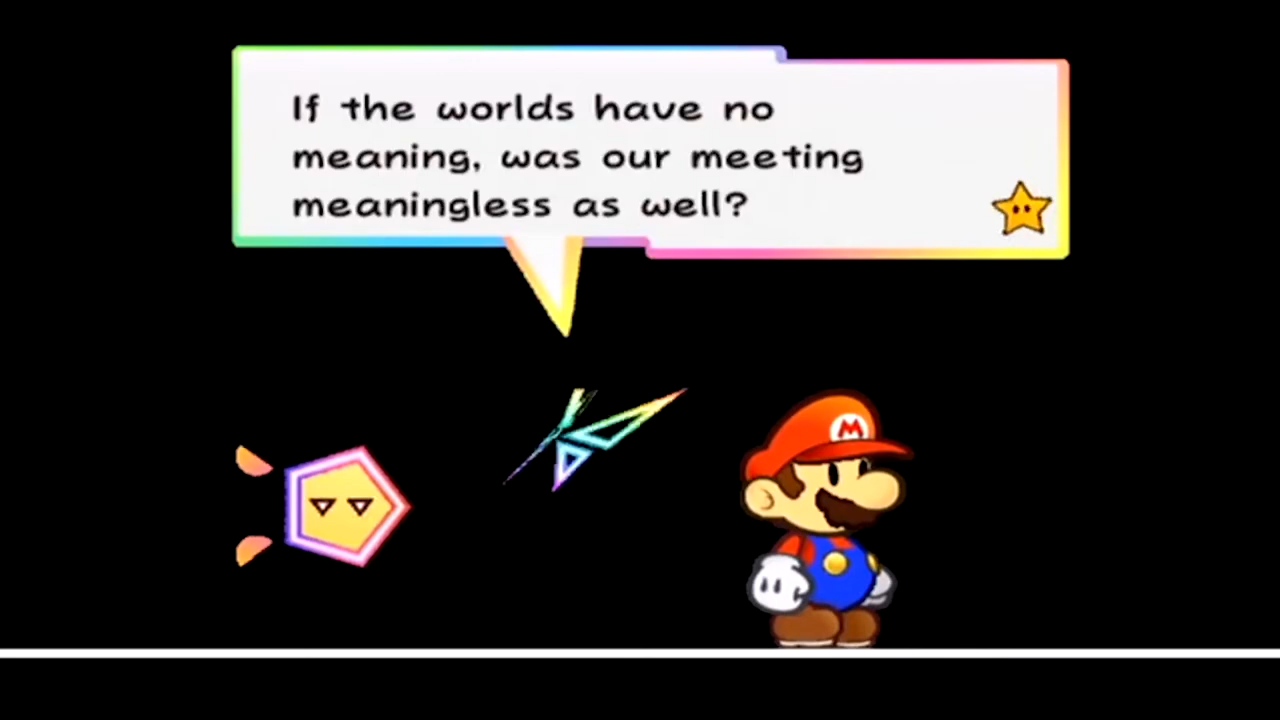 If the worlds have no
meaning, was our meeting
meaningless as well?
M